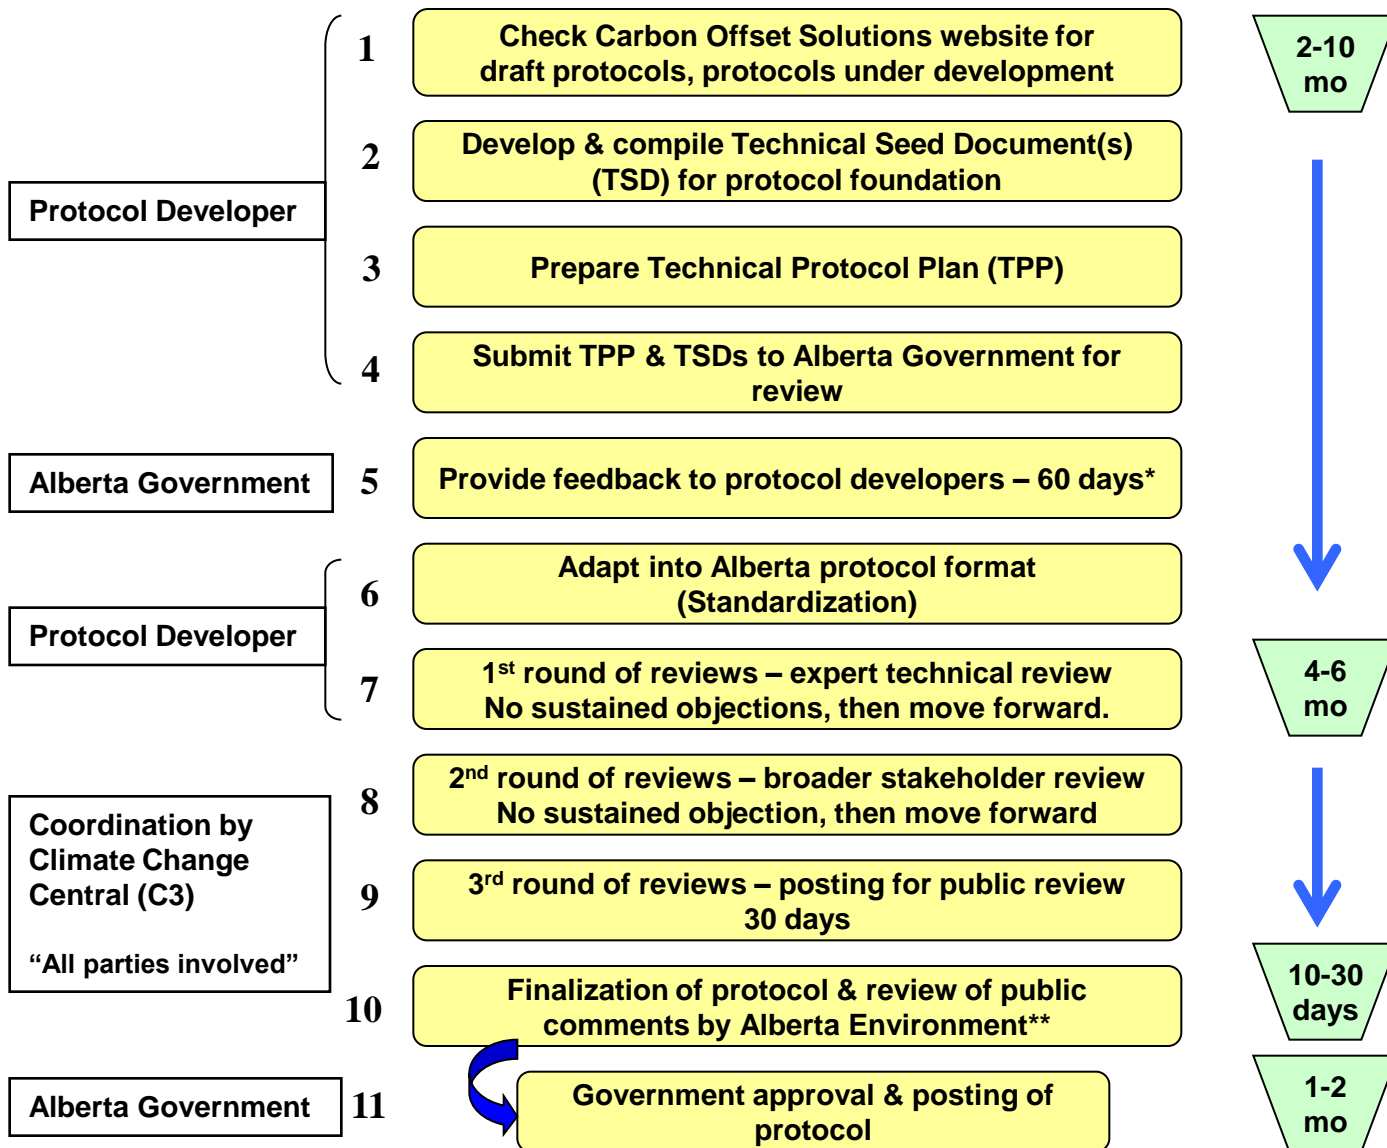 1
Check Carbon Offset Solutions website for
draft protocols, protocols under development
2-10
mo
2
Develop & compile Technical Seed Document(s)
(TSD) for protocol foundation
Protocol Developer
3
Prepare Technical Protocol Plan (TPP)
4
Submit TPP & TSDs to Alberta Government for
review
Alberta Government
5
Provide feedback to protocol developers – 60 days*
6
Adapt into Alberta protocol format
(Standardization)
Protocol Developer
7
1st round of reviews – expert technical review
No sustained objections, then move forward.
4-6
mo
8
2nd round of reviews – broader stakeholder review
No sustained objection, then move forward
Coordination by
Climate Change
Central (C3)
“All parties involved”
9
3rd round of reviews – posting for public review
30 days
10
Finalization of protocol & review of public
comments by Alberta Environment**
10-30
days
Alberta Government
11
Government approval & posting of
protocol
1-2
mo